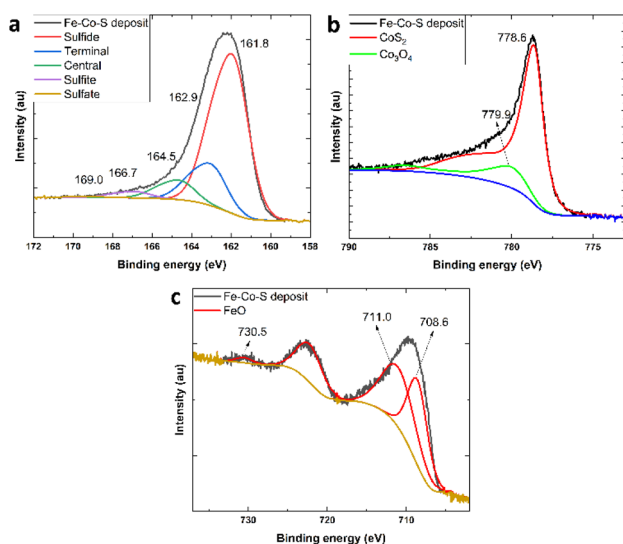 a
Fe-Co-S deposit
Sulfide
Terminal
Central
Sulfite
Sulfate
161.8
162.9
164.5
166.7
169.0
Intensity (au)
172 170 168 166 164 162 160 158
Binding energy (eV)
b
Fe-Co-S deposit
CoS2
Co3O4
778.6
779.9
Intensity (au)
790 785 780 775
Binding energy (eV)
c
Fe-Co-S deposit
FeO
711.0
708.6
730.5
Intensity (au)
730 720 710
Binding energy (eV)